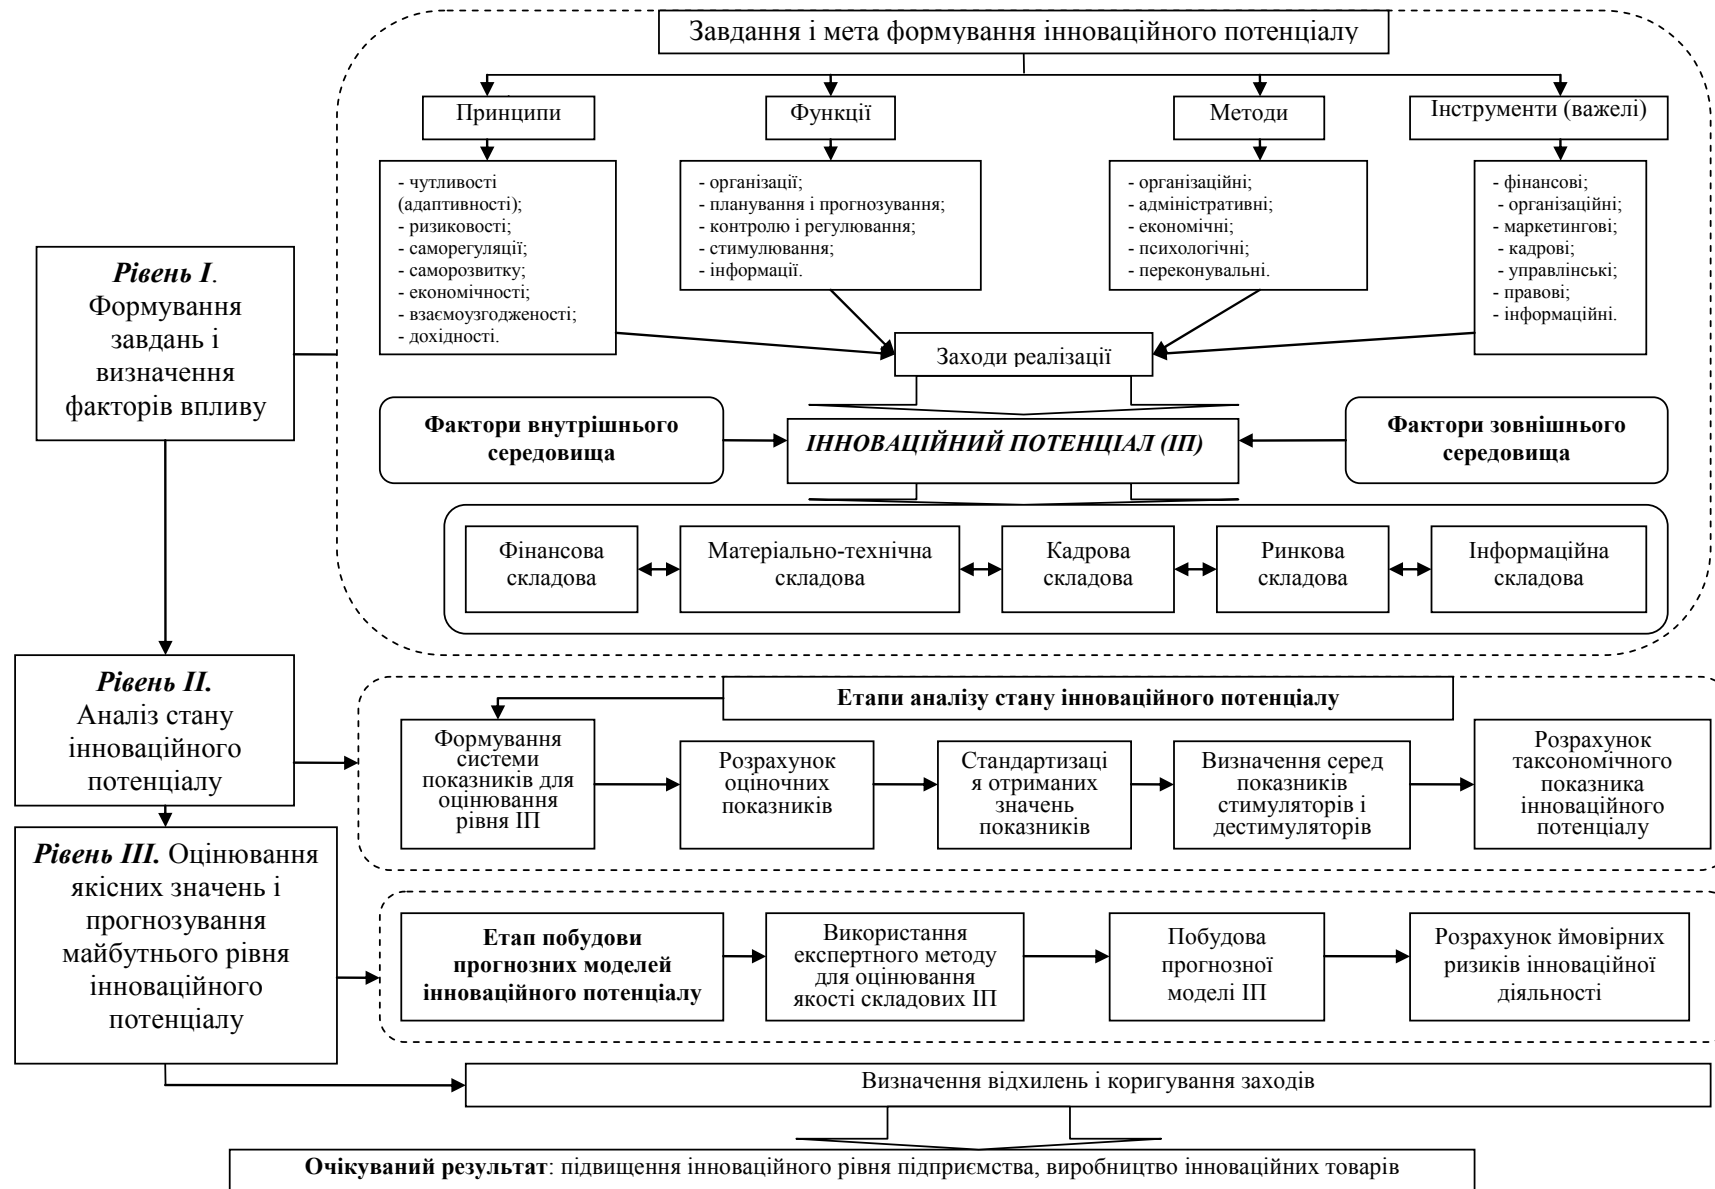 Завдання і мета формування інноваційного потенціалу
Принципи
Функції
Методи
Інструменти (важелі)
- чутливості
(адаптивності);
- ризиковості;
- саморегуляції;
- саморозвитку;
- економічності;
- взаємоузгодженості;
- дохідності.
- організації;
- планування і прогнозування;
- контролю і регулювання;
- стимулювання;
- інформації.
- організаційні;
- адміністративні;
- економічні;
- психологічні;
- переконувальні.
- фінансові;
- організаційні;
- маркетингові;
- кадрові;
- управлінські;
- правові;
- інформаційні.
Рівень І.
Формування
завдань і
визначення
факторів впливу
Заходи реалізації
Фактори внутрішнього
середовища
ІННОВАЦІЙНИЙ ПОТЕНЦІАЛ (ІП)
Фактори зовнішнього
середовища
Фінансова
складова
Матеріально-технічна
складова
Кадрова
складова
Ринкова
складова
Інформаційна
складова
Рівень ІІ.
Аналіз стану
інноваційного
потенціалу
Етапи аналізу стану інноваційного потенціалу
Формування
системи
показників для
оцінювання
рівня ІП
Розрахунок
оціночних
показників
Стандартизаці
я отриманих
значень
показників
Визначення серед
показників
стимуляторів і
дестимуляторів
Розрахунок
таксономічного
показника
інноваційного
потенціалу
Рівень ІІІ. Оцінювання
якісних значень і
прогнозування
майбутнього рівня
інноваційного
потенціалу
Етап побудови
прогнозних моделей
інноваційного потенціалу
Використання
експертного методу
для оцінювання
якості складових ІП
Побудова
прогнозної
моделі ІП
Розрахунок ймовірних
ризиків інноваційної
діяльності
Визначення відхилень і коригування заходів
Очікуваний результат: підвищення інноваційного рівня підприємства, виробництво інноваційних товарів